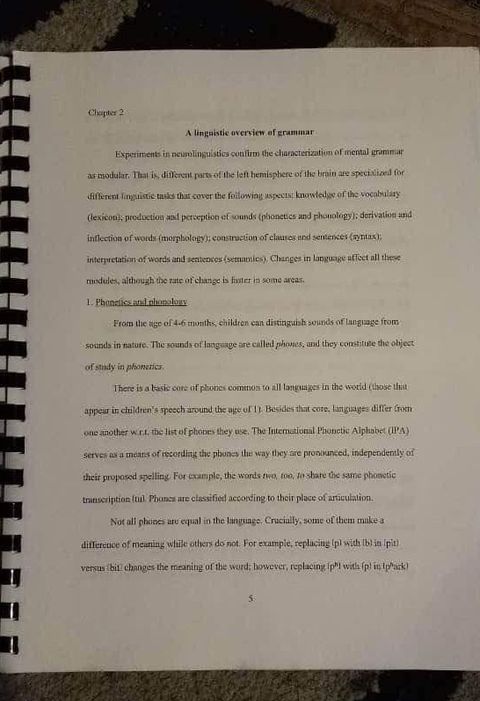 Chapter 2
A linguistic overview of grammar
Experiments in neurolinguistics confirm the characterization of mental grammar
as modular. That is, different parts of the left hemisphere of the brain are specialized for
different linguistic tasks that cover the following aspects: knowledge of the vocabulary
(lexicon); production and perception of sounds (phonetics and phonology); derivation and
inflection of words (morphology); construction of clauses and sentences (syntax);
interpretation of words and sentences (semantics). Changes in language affect all these
modules, although the rate of change is faster in some areas.
1. Phonetics and phonology
From the age of 4-6 months, children can distinguish sounds of language from
sounds in nature. The sounds of language are called phones, and they constitute the object
of study in phonetics.
There is a basic core of phones common to all languages in the world (those that
appear in children's speech around the age of 1). Besides that core, languages differ from
one another w.r.t. the list of phones they use. The International Phonetic Alphabet (IPA)
serves as a means of recording the phones the way they are pronounced, independently of
their proposed spelling. For example, the words two, too, to share the same phonetic
transcription [tu]. Phones are classified according to their place of articulation.
Not all phones are equal in the language. Crucially, some of them make a
difference of meaning while others do not. For example, replacing [p] with [b] in [pit]
versus [bit] changes the meaning of the word; however, replacing [pʰ] with [p] in [pʰark]
5